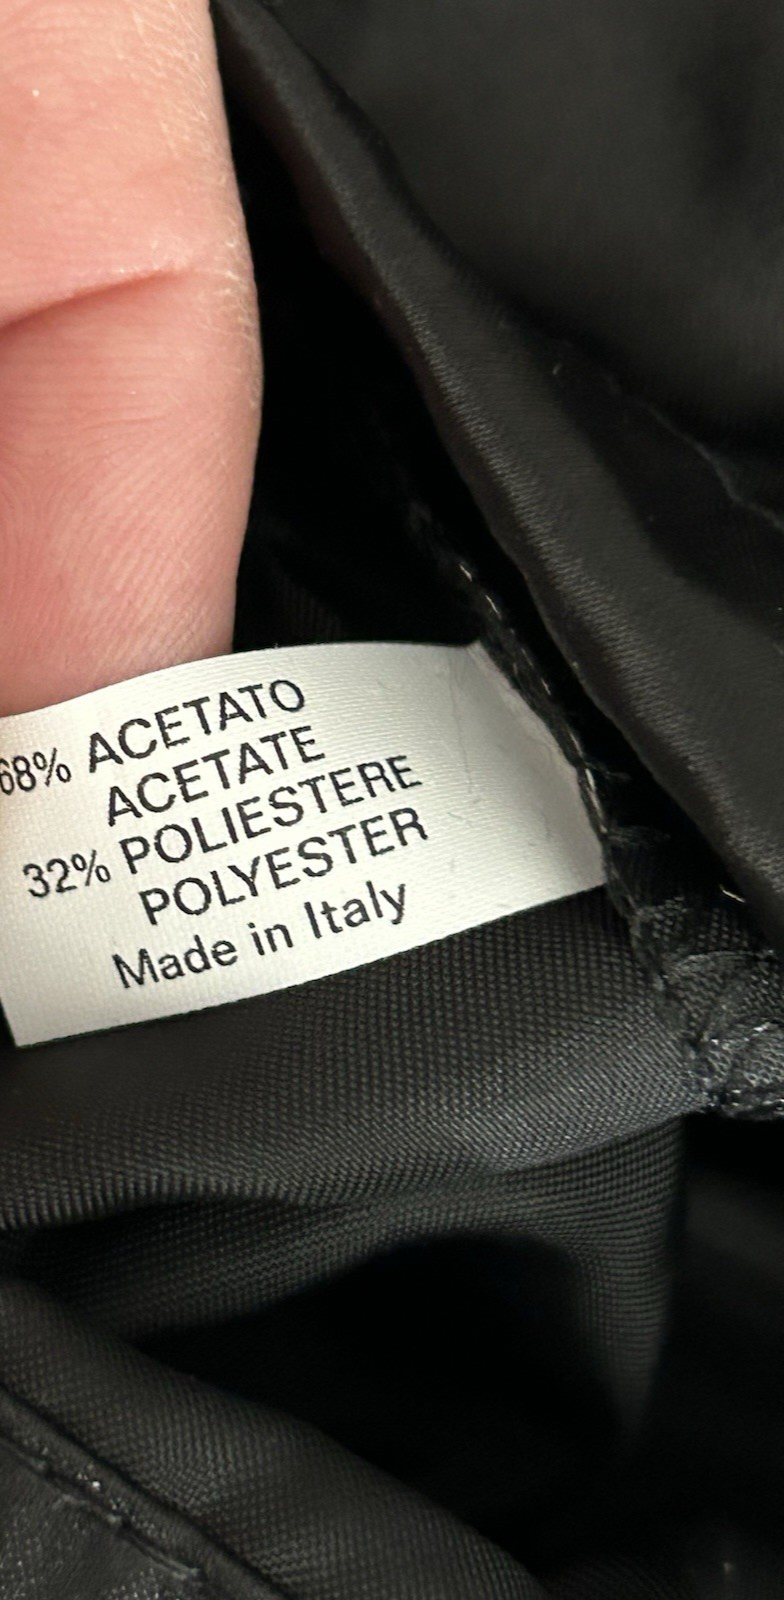 68% ACETATO
ACETATE
32% POLIESTERE
POLYESTER
Made in Italy